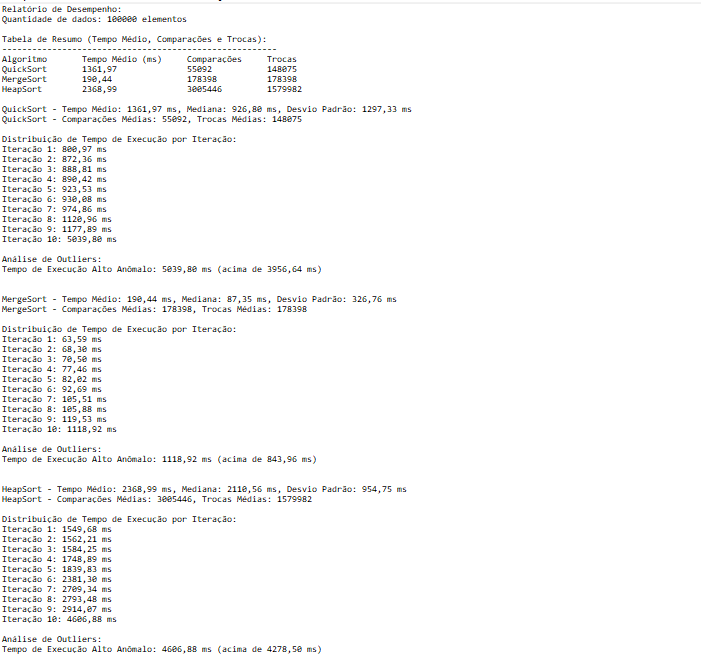 Relatório de Desempenho:
Quantidade de dados: 100000 elementos
Tabela de Resumo (Tempo Médio, Comparações e Trocas):
-------------------------------------------------------
Algoritmo Tempo Médio (ms) Comparações Trocas
QuickSort 1361,97 55092 148075
MergeSort 190,44 178398 178398
HeapSort 2368,99 3005446 1579982
QuickSort - Tempo Médio: 1361,97 ms, Mediana: 926,80 ms, Desvio Padrão: 1297,33 ms
QuickSort - Comparações Médias: 55092, Trocas Médias: 148075
Distribuição de Tempo de Execução por Iteração:
Iteração 1: 800,97 ms
Iteração 2: 872,36 ms
Iteração 3: 888,81 ms
Iteração 4: 890,42 ms
Iteração 5: 923,53 ms
Iteração 6: 930,08 ms
Iteração 7: 974,86 ms
Iteração 8: 1120,96 ms
Iteração 9: 1177,89 ms
Iteração 10: 5039,80 ms
Análise de Outliers:
Tempo de Execução Alto Anômalo: 5039,80 ms (acima de 3956,64 ms)
MergeSort - Tempo Médio: 190,44 ms, Mediana: 87,35 ms, Desvio Padrão: 326,76 ms
MergeSort - Comparações Médias: 178398, Trocas Médias: 178398
Distribuição de Tempo de Execução por Iteração:
Iteração 1: 63,59 ms
Iteração 2: 68,30 ms
Iteração 3: 70,50 ms
Iteração 4: 77,46 ms
Iteração 5: 82,02 ms
Iteração 6: 92,69 ms
Iteração 7: 105,51 ms
Iteração 8: 105,88 ms
Iteração 9: 119,53 ms
Iteração 10: 1118,92 ms
Análise de Outliers:
Tempo de Execução Alto Anômalo: 1118,92 ms (acima de 843,96 ms)
HeapSort - Tempo Médio: 2368,99 ms, Mediana: 2110,56 ms, Desvio Padrão: 954,75 ms
HeapSort - Comparações Médias: 3005446, Trocas Médias: 1579982
Distribuição de Tempo de Execução por Iteração:
Iteração 1: 1549,68 ms
Iteração 2: 1562,21 ms
Iteração 3: 1584,25 ms
Iteração 4: 1748,89 ms
Iteração 5: 1839,83 ms
Iteração 6: 2381,30 ms
Iteração 7: 2709,34 ms
Iteração 8: 2793,48 ms
Iteração 9: 2914,07 ms
Iteração 10: 4606,88 ms
Análise de Outliers:
Tempo de Execução Alto Anômalo: 4606,88 ms (acima de 4278,50 ms)